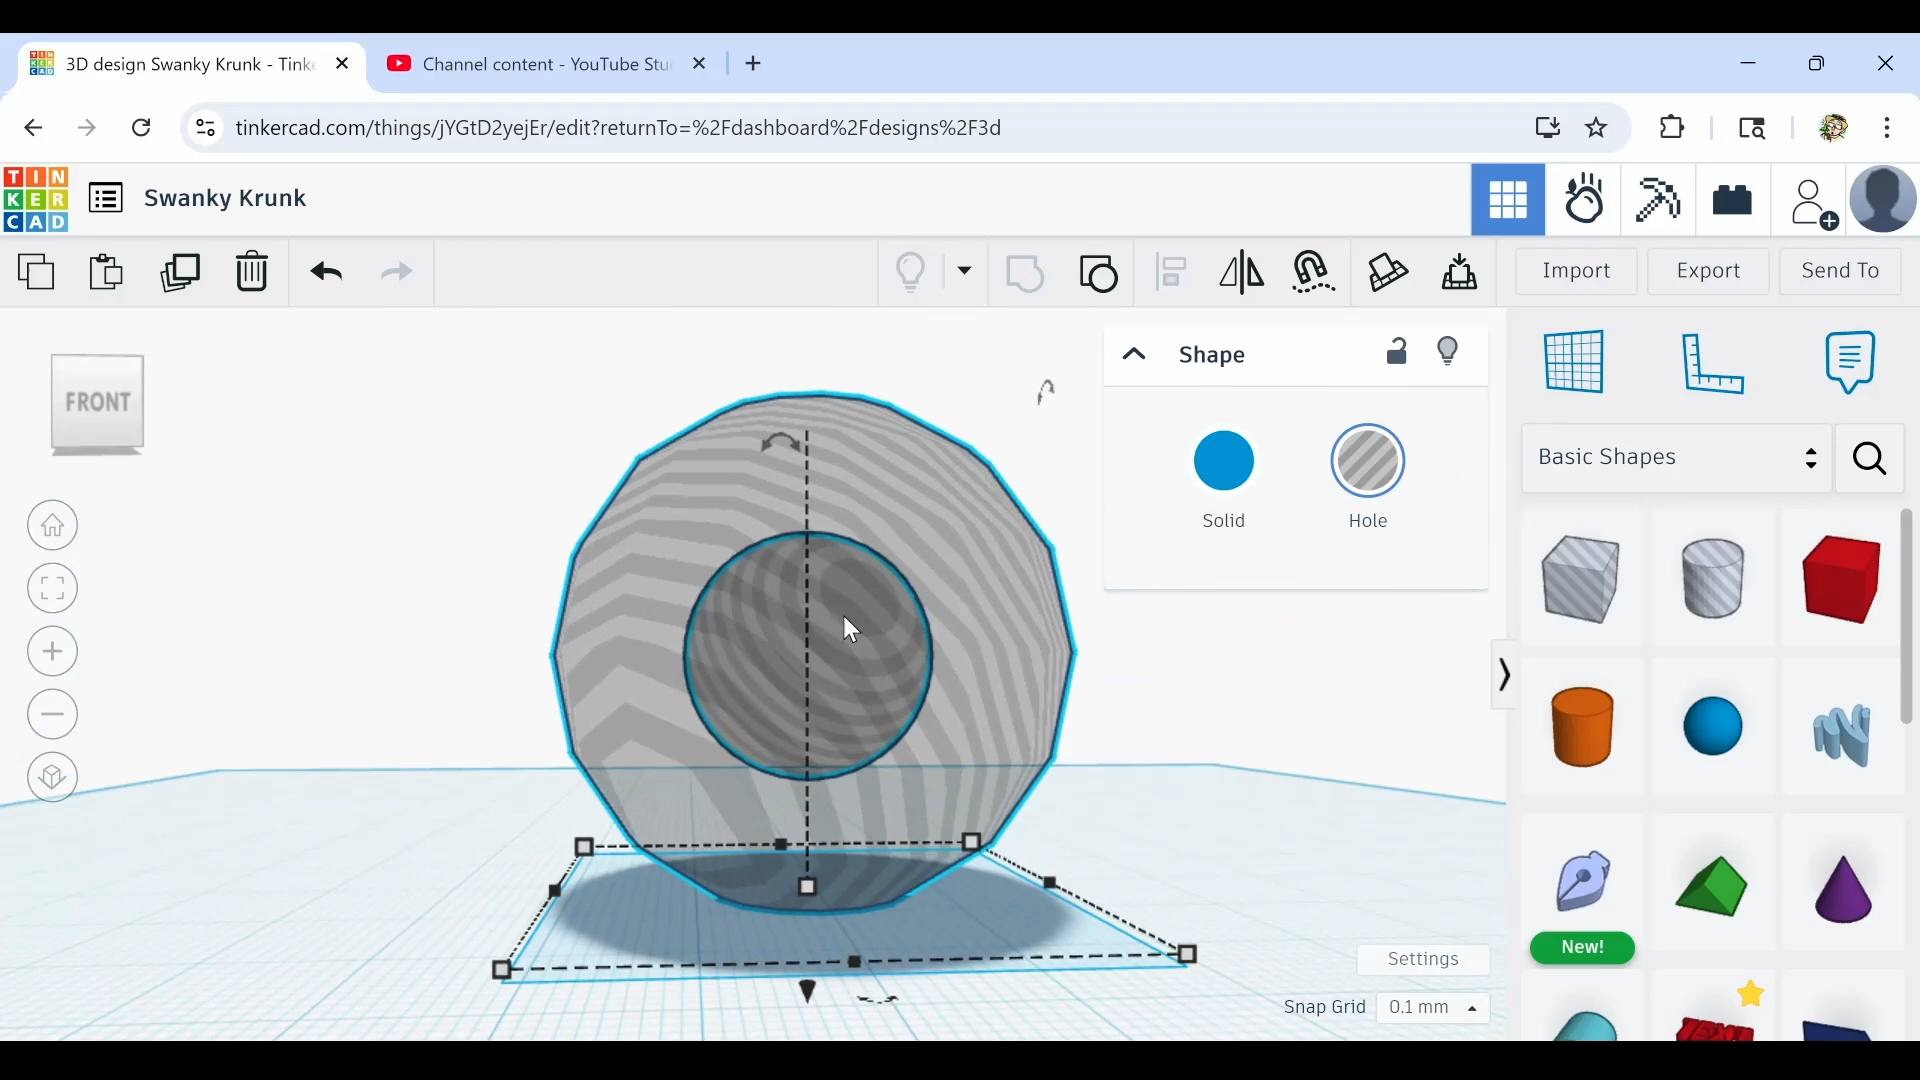 3D design Swanky Krunk - Tink
Channel content - YouTube Stu
tinkercad.com/things/jYGtD2yejEr/edit?returnTo=%2Fdashboard%2Fdesigns%2F3d
TIN
KER
CAD
Swanky Krunk
Import
Export
Send To
FRONT
Shape
Solid
Hole
Basic Shapes
New!
Settings
Snap Grid
0.1 mm
TEXT